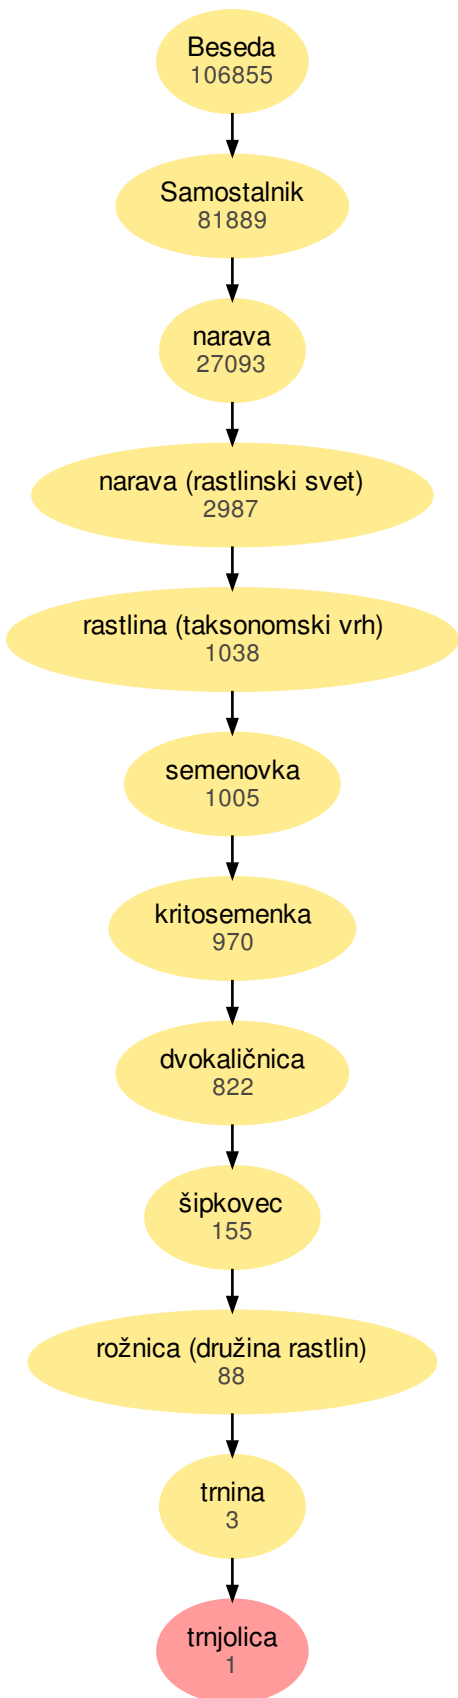 Beseda
106855
Samostalnik
81889
narava
27093
narava (rastlinski svet)
2987
rastlina (taksonomski vrh)
1038
semenovka
1005
kritosemenka
970
dvokaličnica
822
šipkovec
155
rožnica (družina rastlin)
88
trnina
3
trnjolica
1